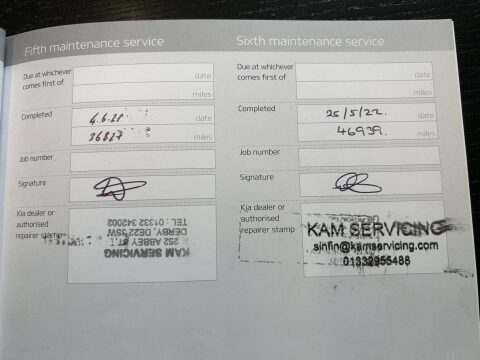 Fifth maintenance service
Due at whichever
comes first of
date
miles
Completed
4.6.21
date
36827
miles
Job number
Signature
Kia dealer or
authorised
repairer stamp
KAM SERVICING
252 ABBEY ST,
DERBY, DE22 3SW
TEL : 01332 342002
Sixth maintenance service
Due at whichever
comes first of
date
miles
Completed
25/5/22.
date
46939.
miles
Job number
Signature
Kia dealer or
authorised
repairer stamp
KAM SERVICING
sinfin@kamservicing.com
01332955488